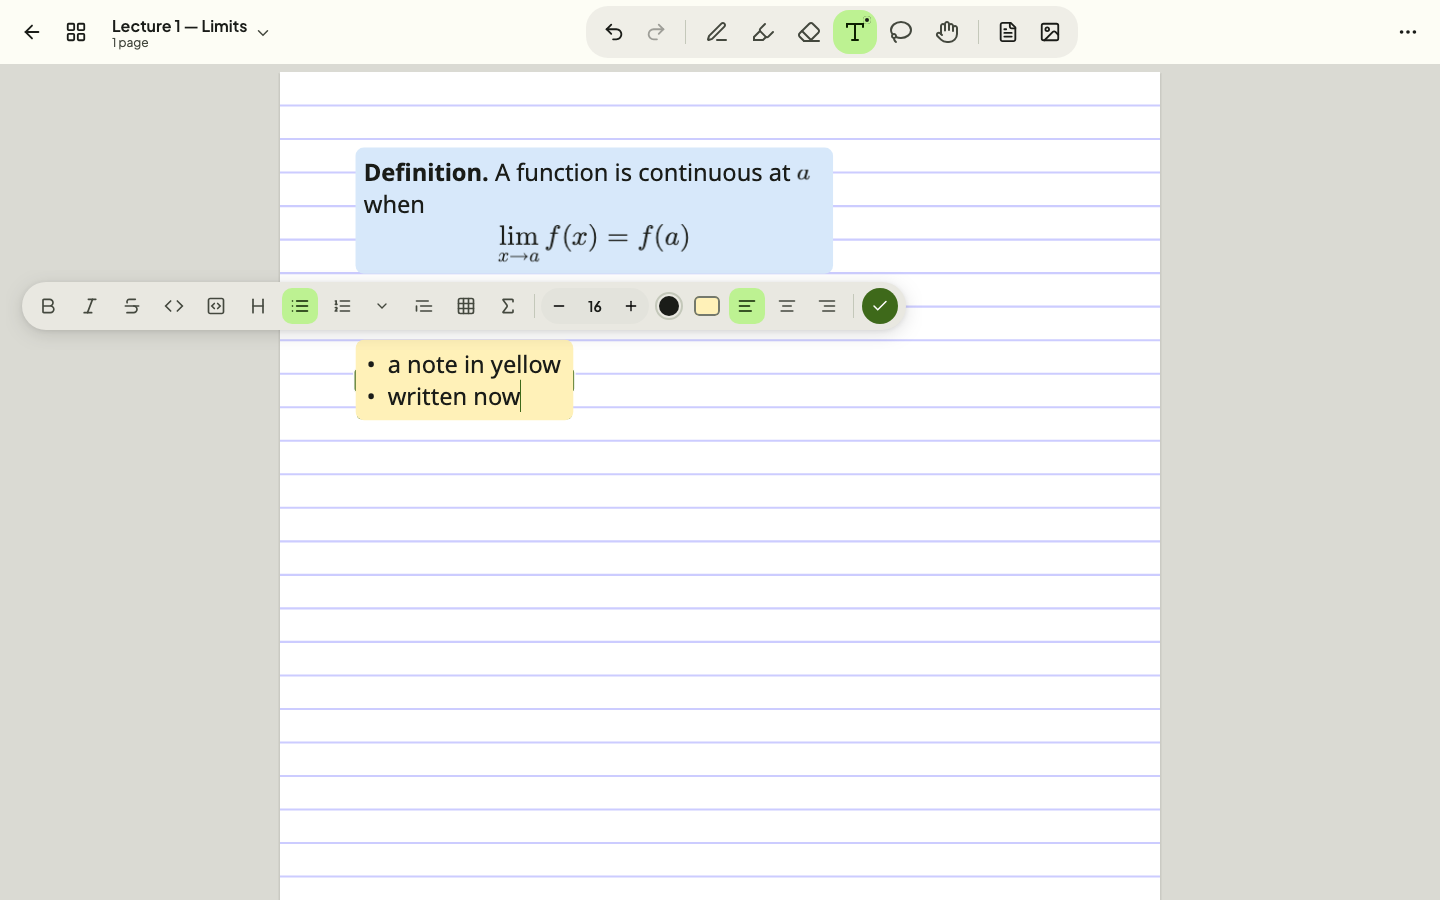 Lecture 1 — Limits
1 page
Definition. A function is continuous at a
when
lim f(x) = f(a)
x→a
B I S H Σ − 16 +
• a note in yellow
• written now